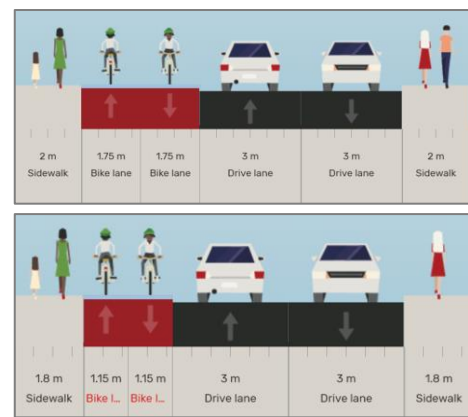 2 m 1.75 m 1.75 m 3 m 3 m 2 m
Sidewalk Bike lane Bike lane Drive lane Drive lane Sidewalk
1.8 m 1.15 m 1.15 m 3 m 3 m 1.8 m
Sidewalk Bike l... Bike l... Drive lane Drive lane Sidewalk